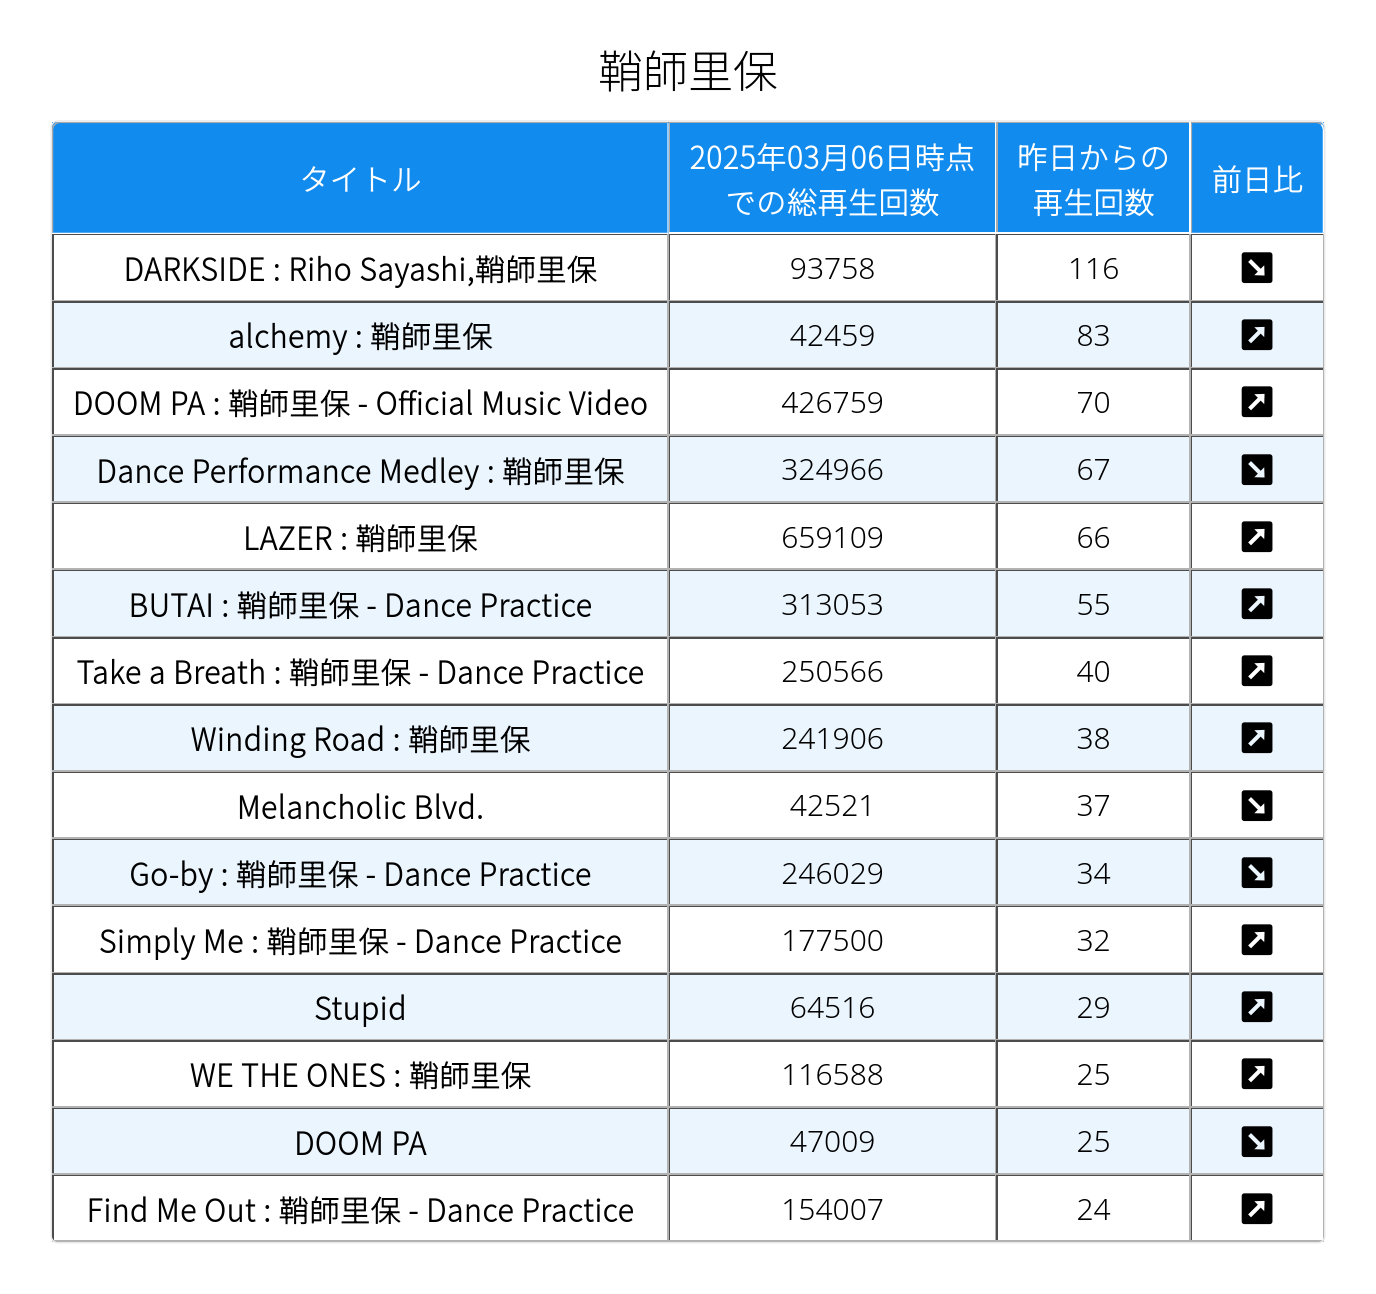 鞘師里保
タイトル 2025年03月06日時点での総再生回数 昨日からの再生回数 前日比
DARKSIDE : Riho Sayashi,鞘師里保 93758 116 ↘
alchemy : 鞘師里保 42459 83 ↗
DOOM PA : 鞘師里保 - Official Music Video 426759 70 ↗
Dance Performance Medley : 鞘師里保 324966 67 ↘
LAZER : 鞘師里保 659109 66 ↗
BUTAI : 鞘師里保 - Dance Practice 313053 55 ↗
Take a Breath : 鞘師里保 - Dance Practice 250566 40 ↗
Winding Road : 鞘師里保 241906 38 ↗
Melancholic Blvd. 42521 37 ↘
Go-by : 鞘師里保 - Dance Practice 246029 34 ↘
Simply Me : 鞘師里保 - Dance Practice 177500 32 ↗
Stupid 64516 29 ↗
WE THE ONES : 鞘師里保 116588 25 ↗
DOOM PA 47009 25 ↘
Find Me Out : 鞘師里保 - Dance Practice 154007 24 ↗